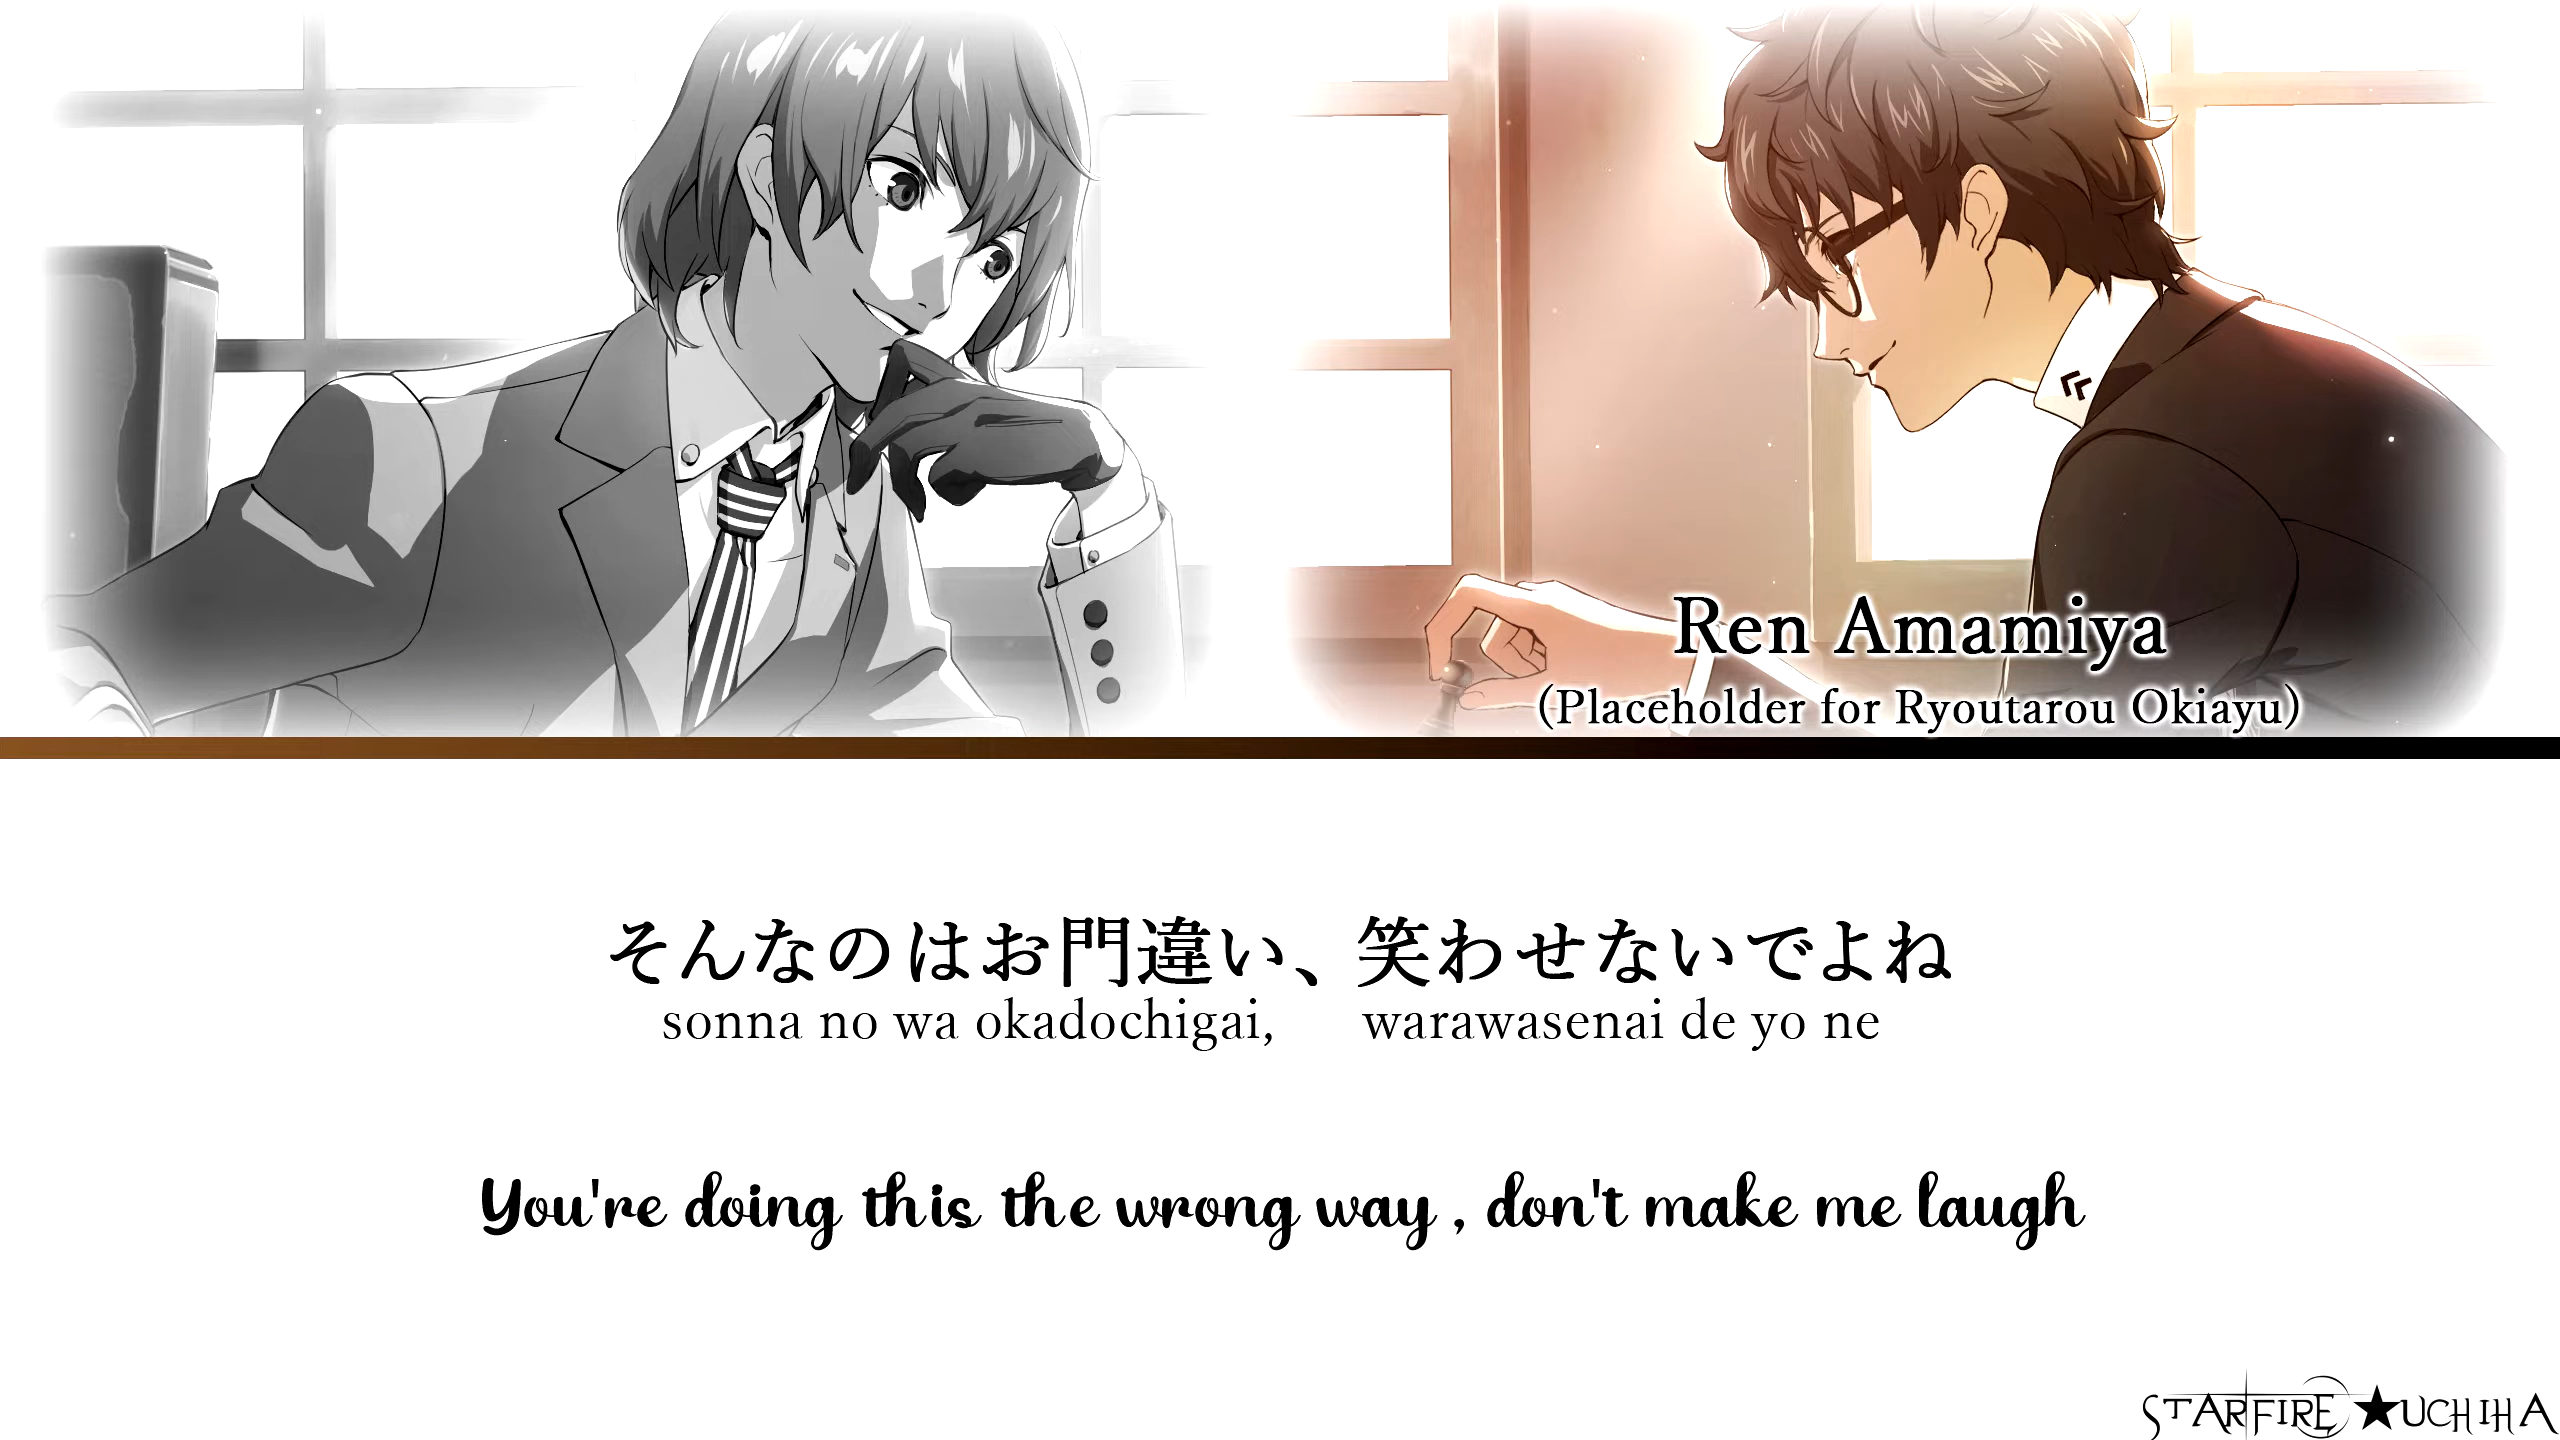 Ren Amamiya
(Placeholder for Ryoutarou Okiayu)
そんなのはお門違い、笑わせないでよね
sonna no wa okadochigai, warawasenai de yo ne
You're doing this the wrong way, don't make me laugh
STARFIRE★UCHIHA